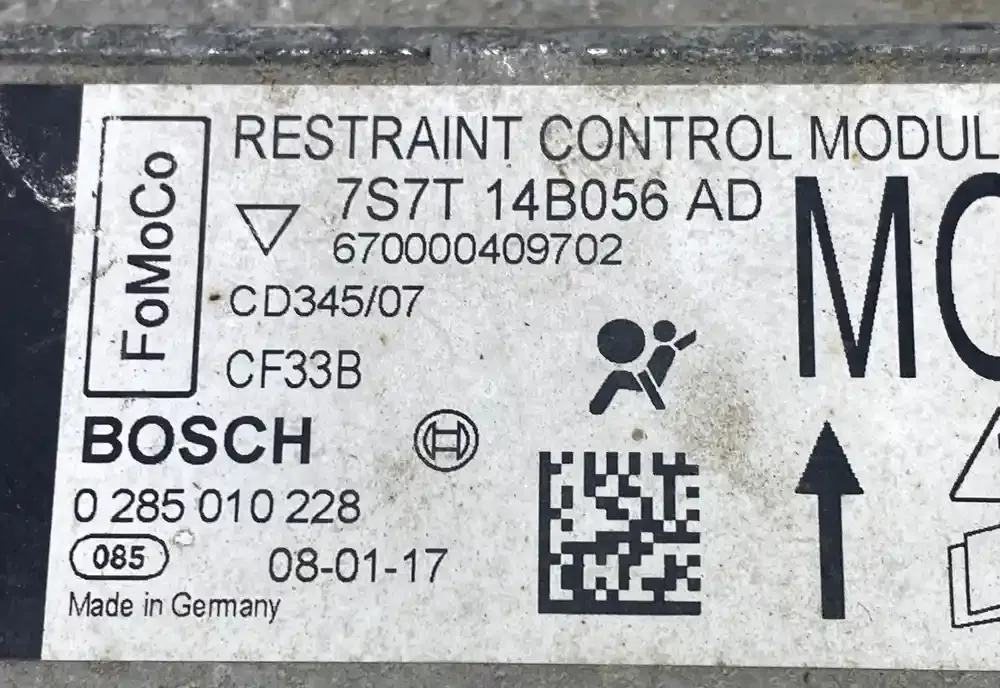 FoMoCo
RESTRAINT CONTROL MODUL
7S7T 14B056 AD
670000409702
CD345/07
CF33B
MC
BOSCH
0 285 010 228
085
08-01-17
Made in Germany